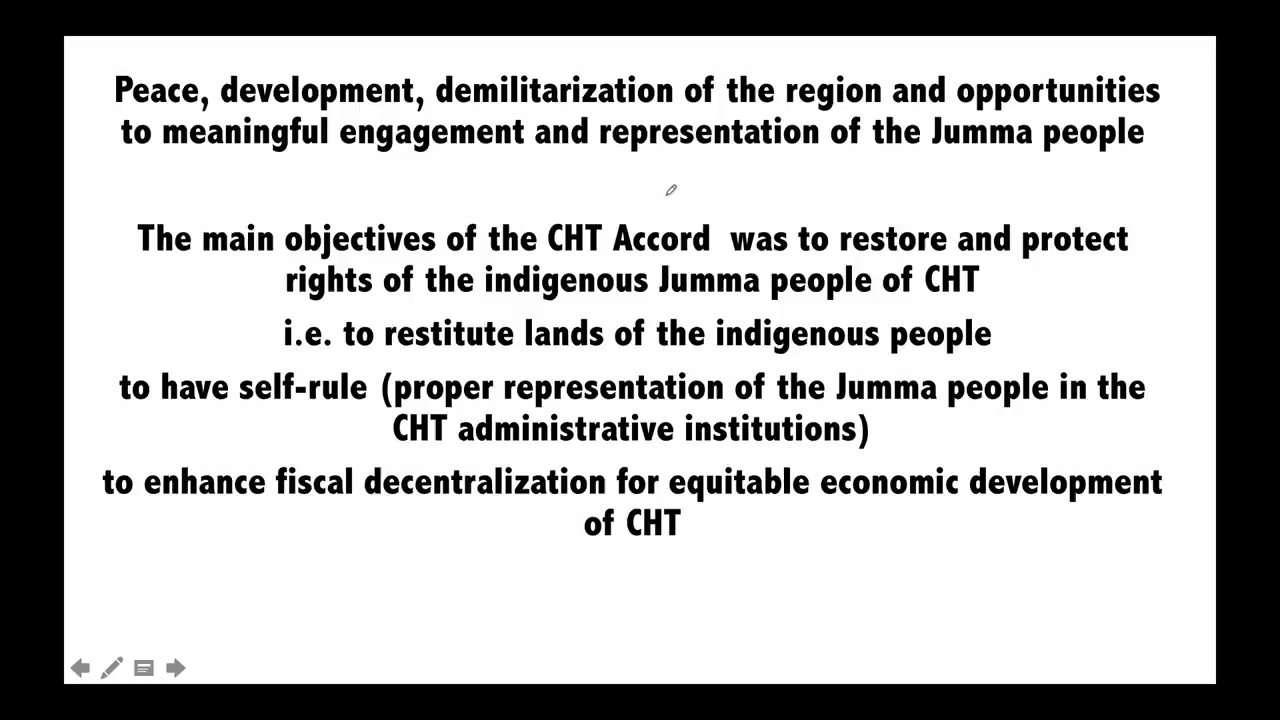 Peace, development, demilitarization of the region and opportunities
to meaningful engagement and representation of the Jumma people
The main objectives of the CHT Accord was to restore and protect
rights of the indigenous Jumma people of CHT
i.e. to restitute lands of the indigenous people
to have self-rule (proper representation of the Jumma people in the
CHT administrative institutions)
to enhance fiscal decentralization for equitable economic development
of CHT